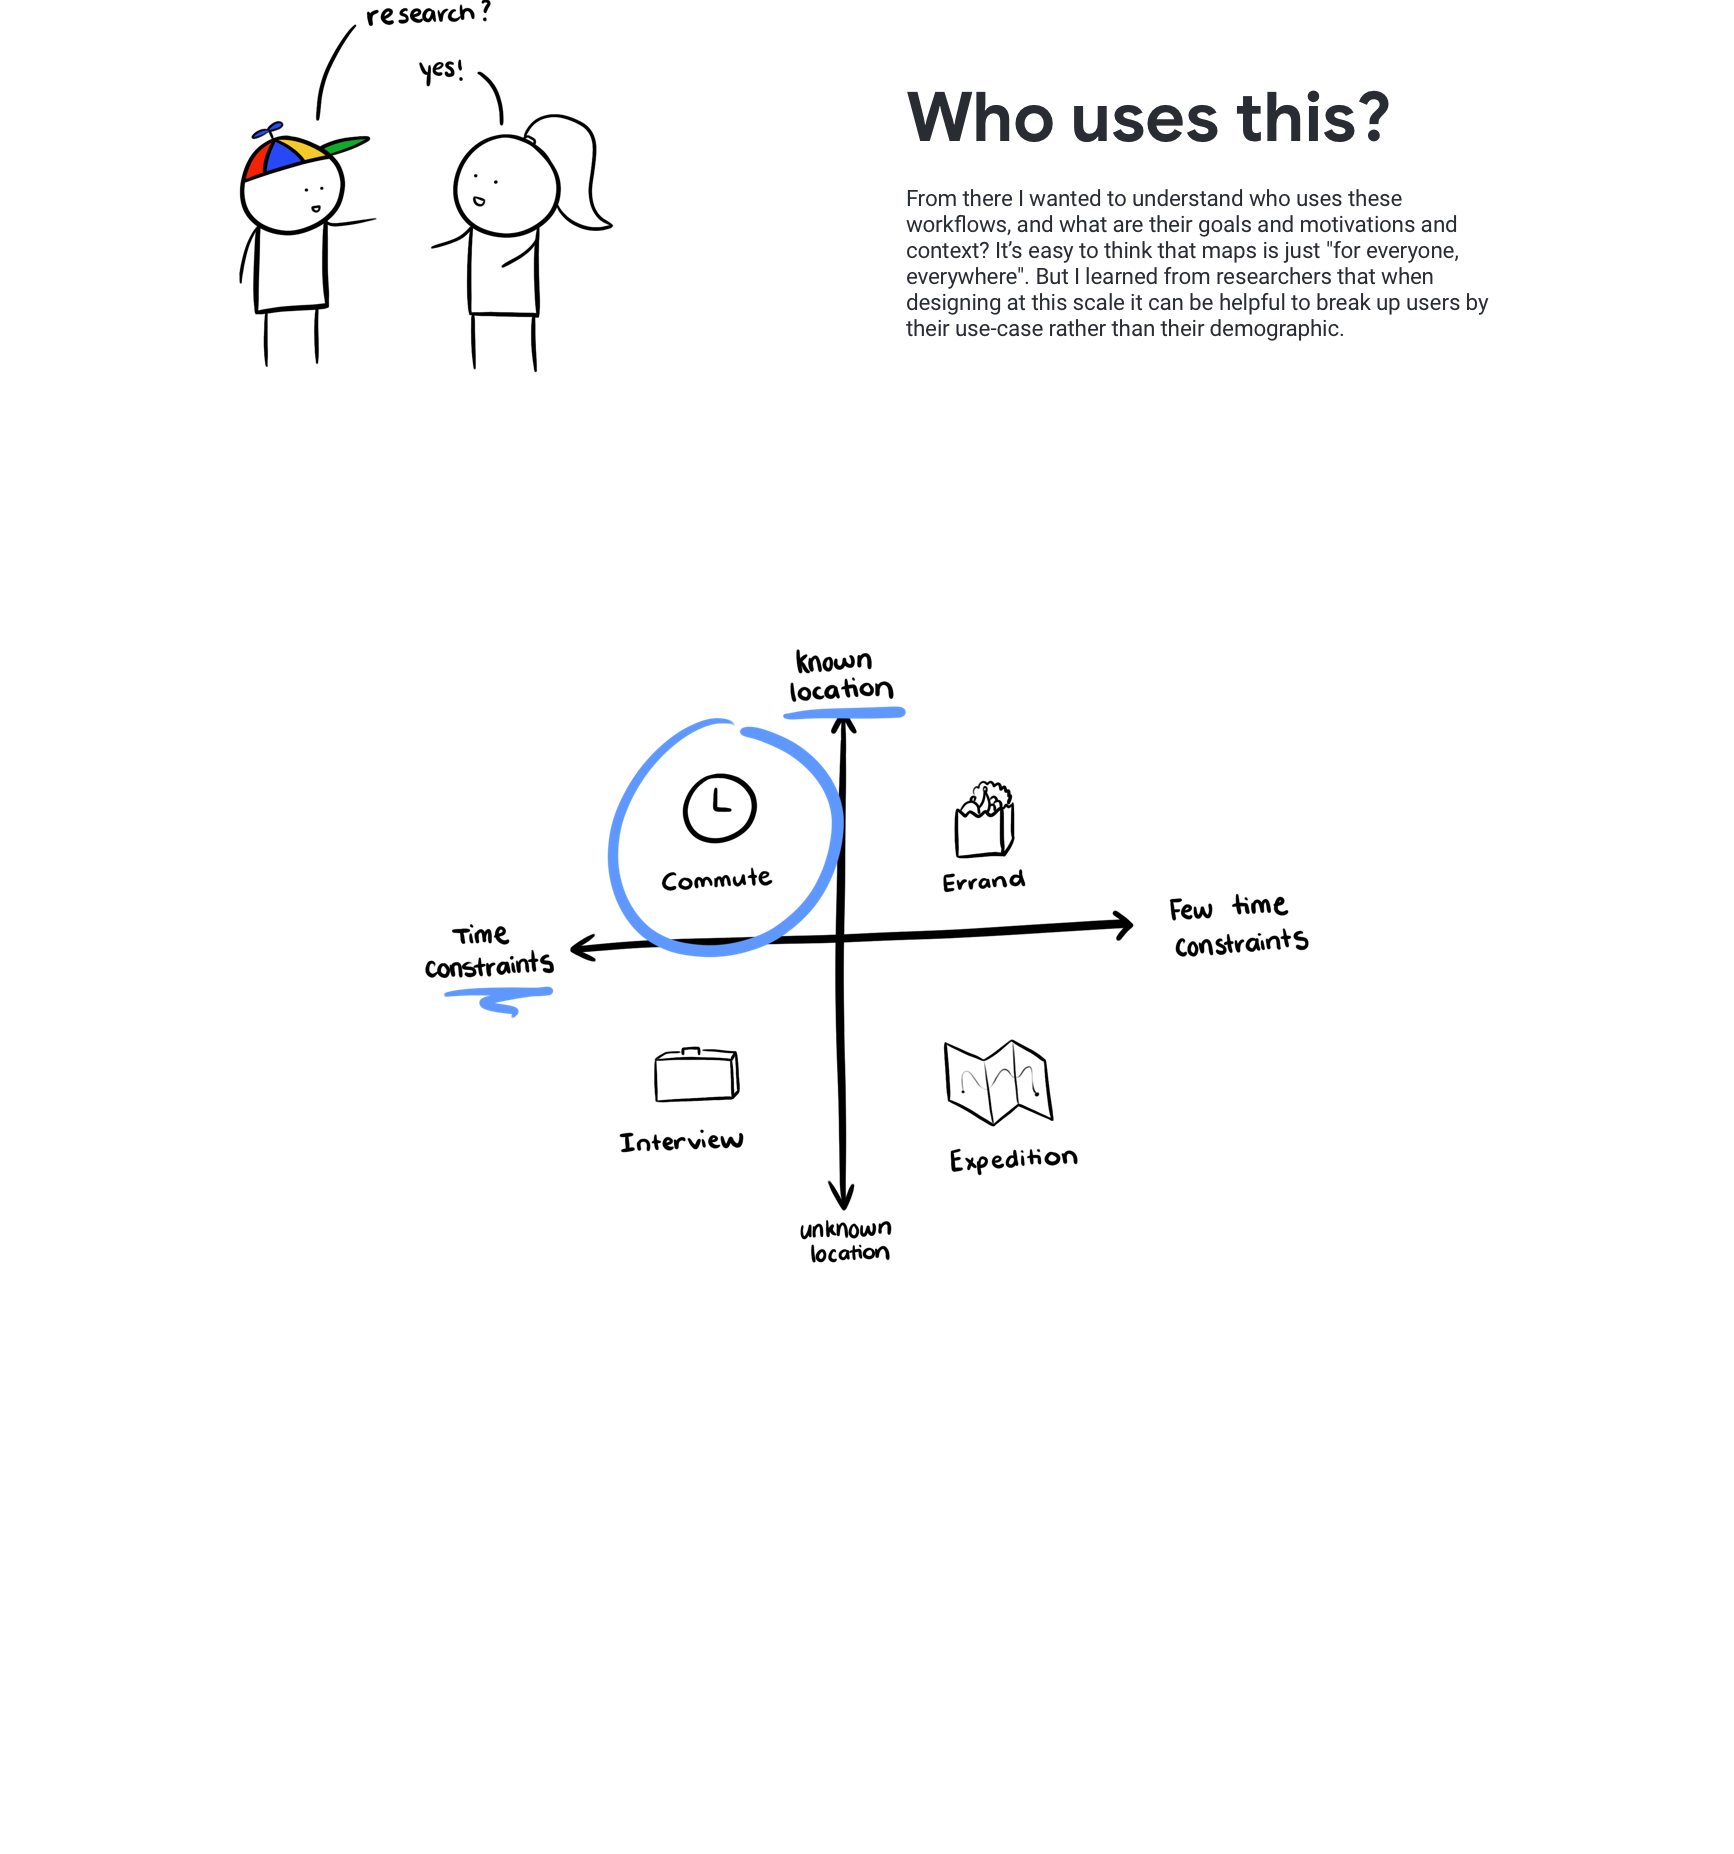 research?
yes!
Who uses this?
From there I wanted to understand who uses these
workflows, and what are their goals and motivations and
context? It’s easy to think that maps is just "for everyone,
everywhere". But I learned from researchers that when
designing at this scale it can be helpful to break up users by
their use-case rather than their demographic.
known
location
Commute
Errand
Time
constraints
Few time
constraints
Interview
Expedition
unknown
location